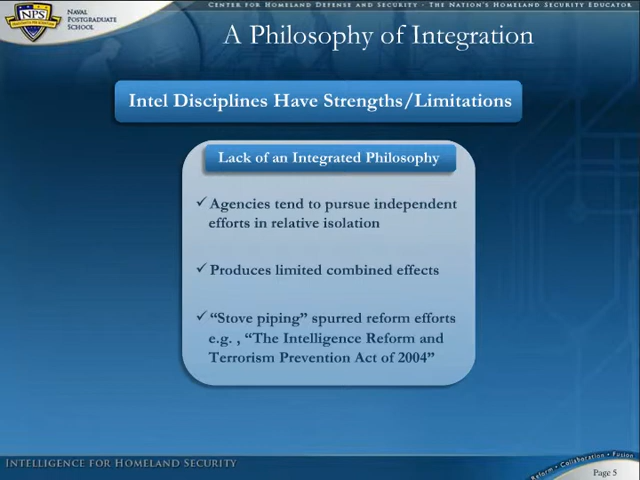 Center for Homeland Defense and Security - The Nation's Homeland Security Educator
NPS
Naval
Postgraduate
School
A Philosophy of Integration
Intel Disciplines Have Strengths/Limitations
Lack of an Integrated Philosophy
✓ Agencies tend to pursue independent
efforts in relative isolation
✓ Produces limited combined effects
✓ “Stove piping” spurred reform efforts
e.g. , “The Intelligence Reform and
Terrorism Prevention Act of 2004”
Intelligence for Homeland Security
Reform • Collaboration • Fusion
Page 5